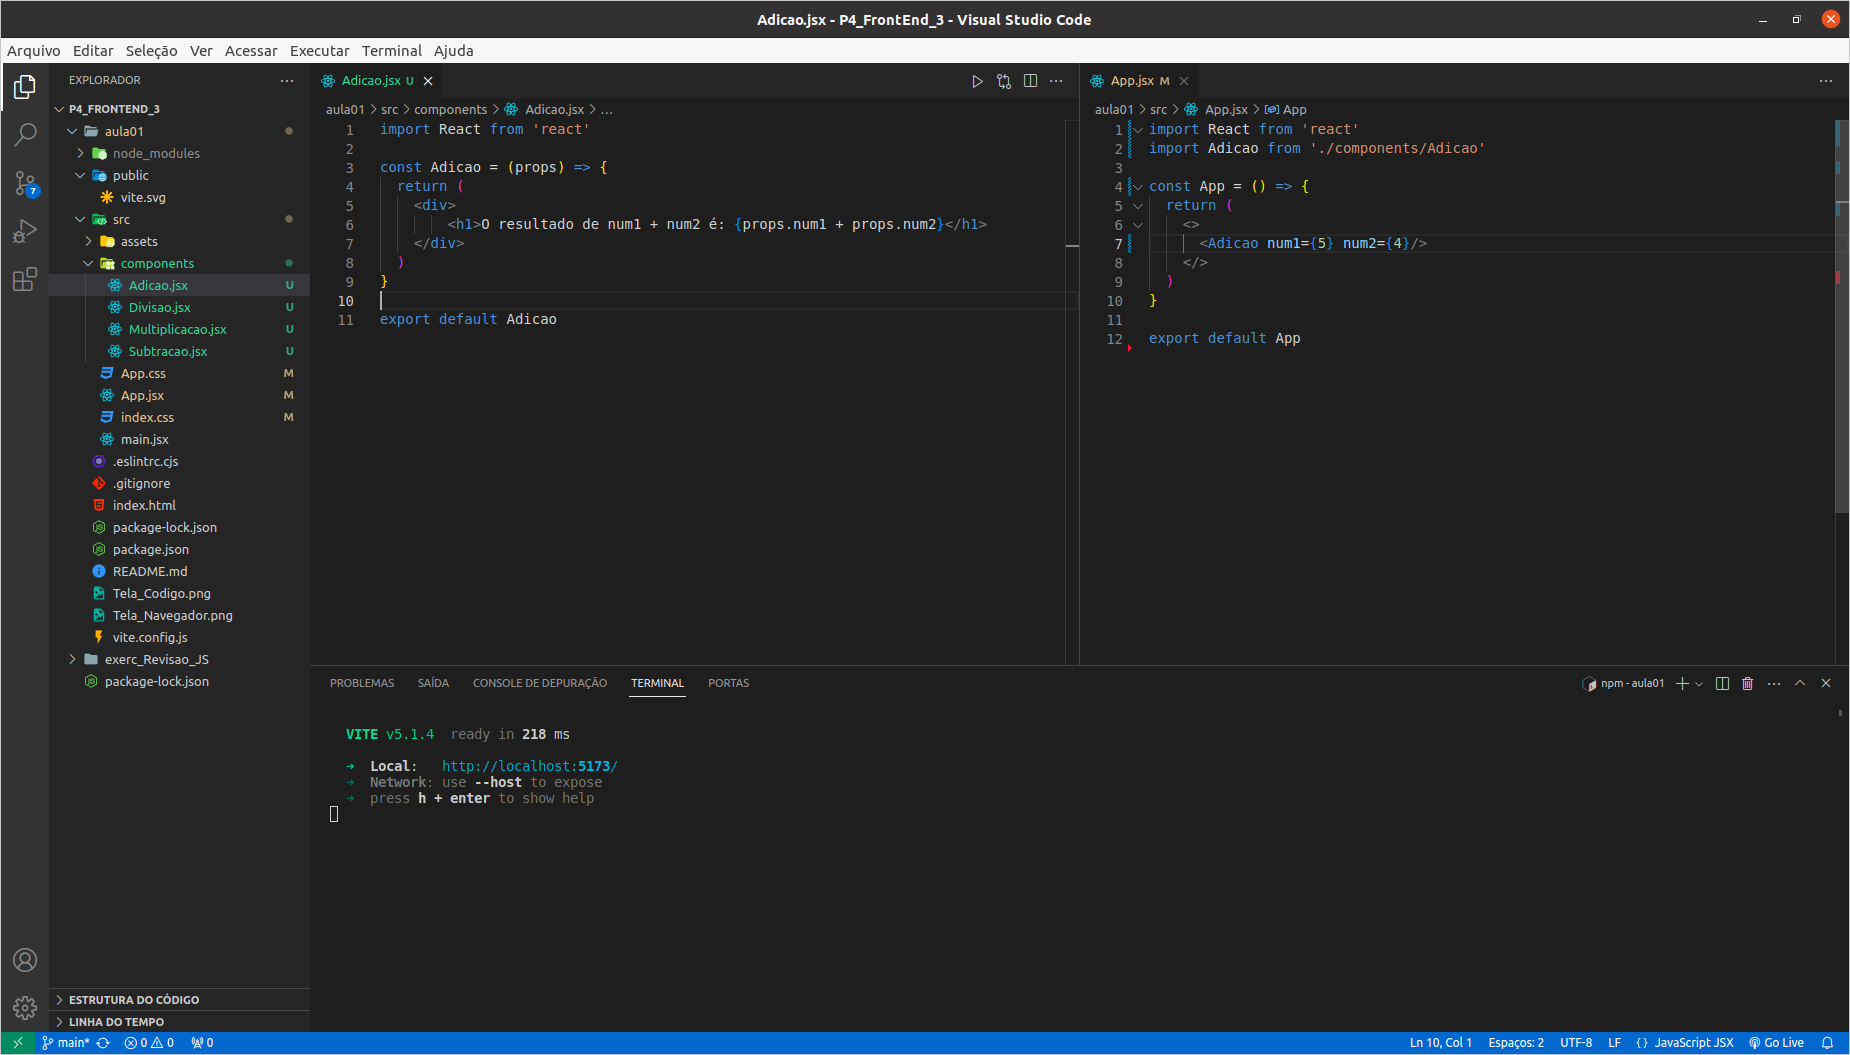 Adicao.jsx - P4_FrontEnd_3 - Visual Studio Code
Arquivo Editar Seleção Ver Acessar Executar Terminal Ajuda
EXPLORADOR
P4_FRONTEND_3
aula01
node_modules
public
vite.svg
src
assets
components
Adicao.jsx U
Divisao.jsx U
Multiplicacao.jsx U
Subtracao.jsx U
App.css M
App.jsx M
index.css M
main.jsx
.eslintrc.cjs
.gitignore
index.html
package-lock.json
package.json
README.md
Tela_Codigo.png
Tela_Navegador.png
vite.config.js
exerc_Revisao_JS
package-lock.json
ESTRUTURA DO CÓDIGO
LINHA DO TEMPO
7
Adicao.jsx U
aula01 > src > components > Adicao.jsx > ...
1 import React from 'react'
2
3 const Adicao = (props) => {
4 return (
5 <div>
6 <h1>O resultado de num1 + num2 é: {props.num1 + props.num2}</h1>
7 </div>
8 )
9 }
10
11 export default Adicao
App.jsx M
aula01 > src > App.jsx > App
1 import React from 'react'
2 import Adicao from './components/Adicao'
3
4 const App = () => {
5 return (
6 <>
7 <Adicao num1={5} num2={4}/>
8 </>
9 )
10 }
11
12 export default App
PROBLEMAS SAÍDA CONSOLE DE DEPURAÇÃO TERMINAL PORTAS
npm - aula01
VITE v5.1.4 ready in 218 ms
➜ Local: http://localhost:5173/
➜ Network: use --host to expose
➜ press h + enter to show help
main* 0 0 0
Ln 10, Col 1 Espaços: 2 UTF-8 LF {} JavaScript JSX Go Live